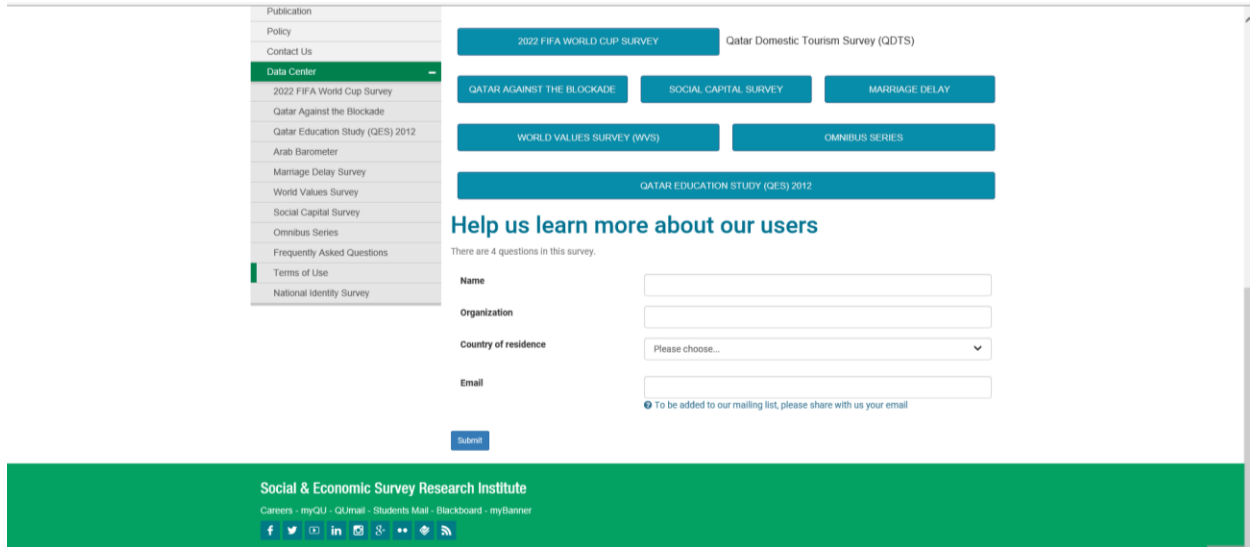 Publication
Policy
Contact Us
Data Center
2022 FIFA World Cup Survey
Qatar Against the Blockade
Qatar Education Study (QES) 2012
Arab Barometer
Marriage Delay Survey
World Values Survey
Social Capital Survey
Omnibus Series
Frequently Asked Questions
Terms of Use
National Identity Survey
2022 FIFA WORLD CUP SURVEY Qatar Domestic Tourism Survey (QDTS)
QATAR AGAINST THE BLOCKADE SOCIAL CAPITAL SURVEY MARRIAGE DELAY
WORLD VALUES SURVEY (WVS) OMNIBUS SERIES
QATAR EDUCATION STUDY (QES) 2012
Help us learn more about our users
There are 4 questions in this survey.
Name
Organization
Country of residence Please choose...
Email
To be added to our mailing list, please share with us your email
Submit
Social & Economic Survey Research Institute
Careers - myQU - QUmail - Students Mail - Blackboard - myBanner